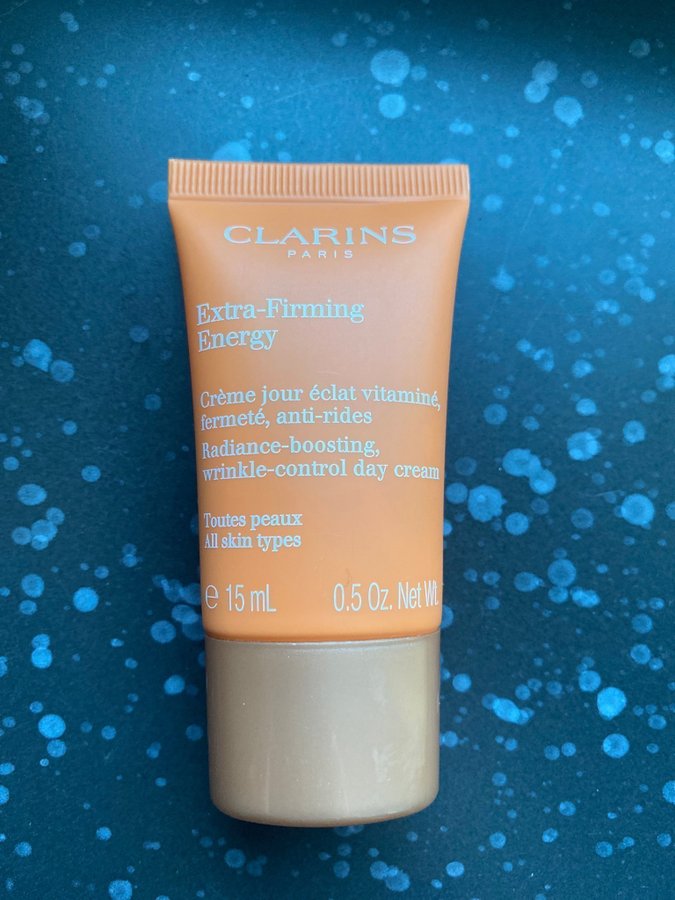 CLARINS
PARIS
Extra-Firming
Energy
Crème jour éclat vitaminé,
fermeté, anti-rides
Radiance-boosting,
wrinkle-control day cream
Toutes peaux
All skin types
℮ 15 mL 0.5 Oz. Net Wt.